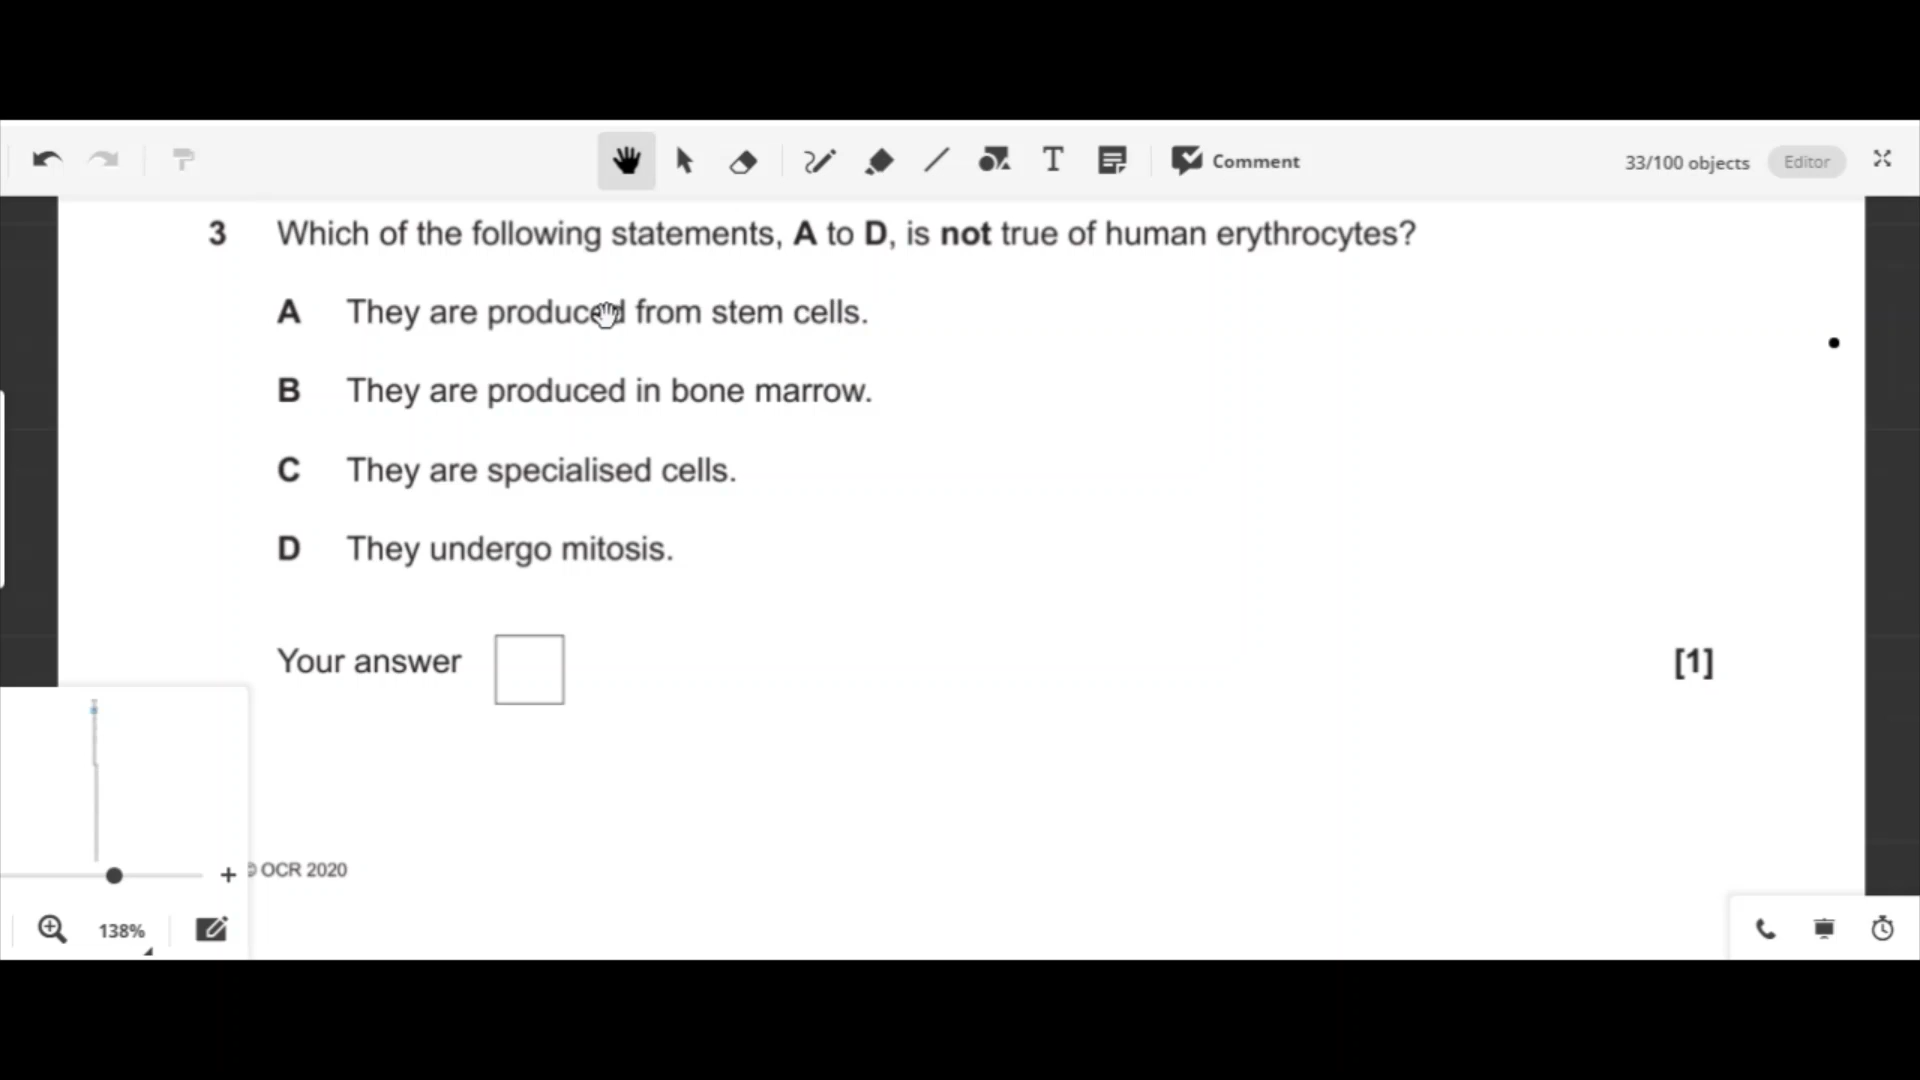 Comment
33/100 objects
Editor
3 Which of the following statements, A to D, is not true of human erythrocytes?
A They are produced from stem cells.
B They are produced in bone marrow.
C They are specialised cells.
D They undergo mitosis.
Your answer
[1]
© OCR 2020
138%